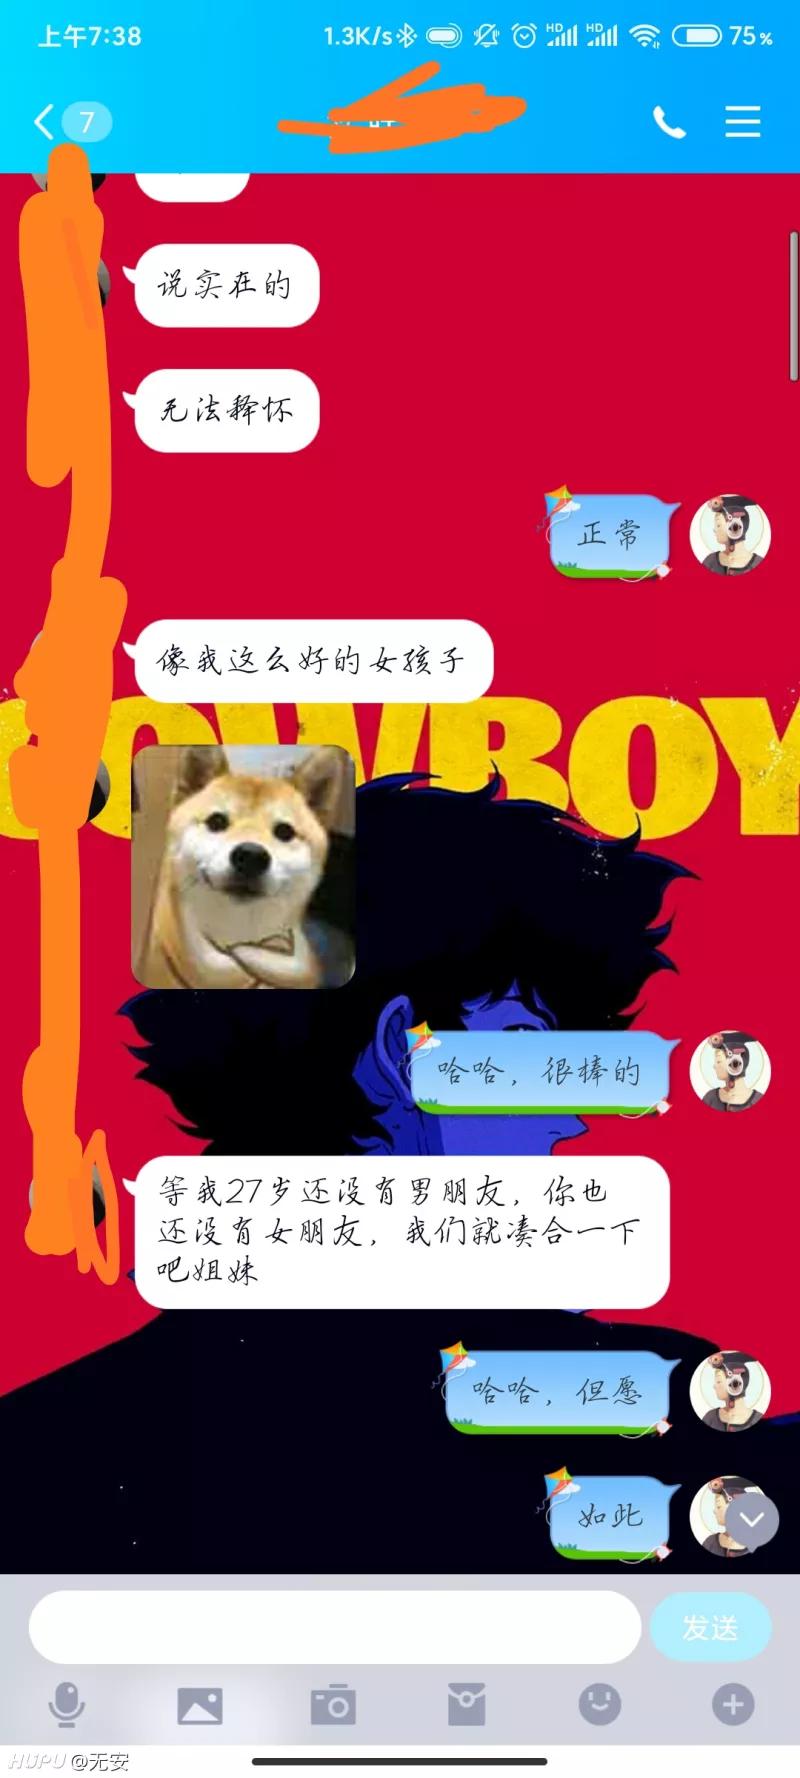 上午7:38
1.3K/s
HD
HD
75%
7
说实在的
无法释怀
正常
像我这么好的女孩子
COWBOY
哈哈，很棒的
等我27岁还没有男朋友，你也
还没有女朋友，我们就凑合一下
吧姐妹
哈哈，但愿
如此
发送
HUPU @无安